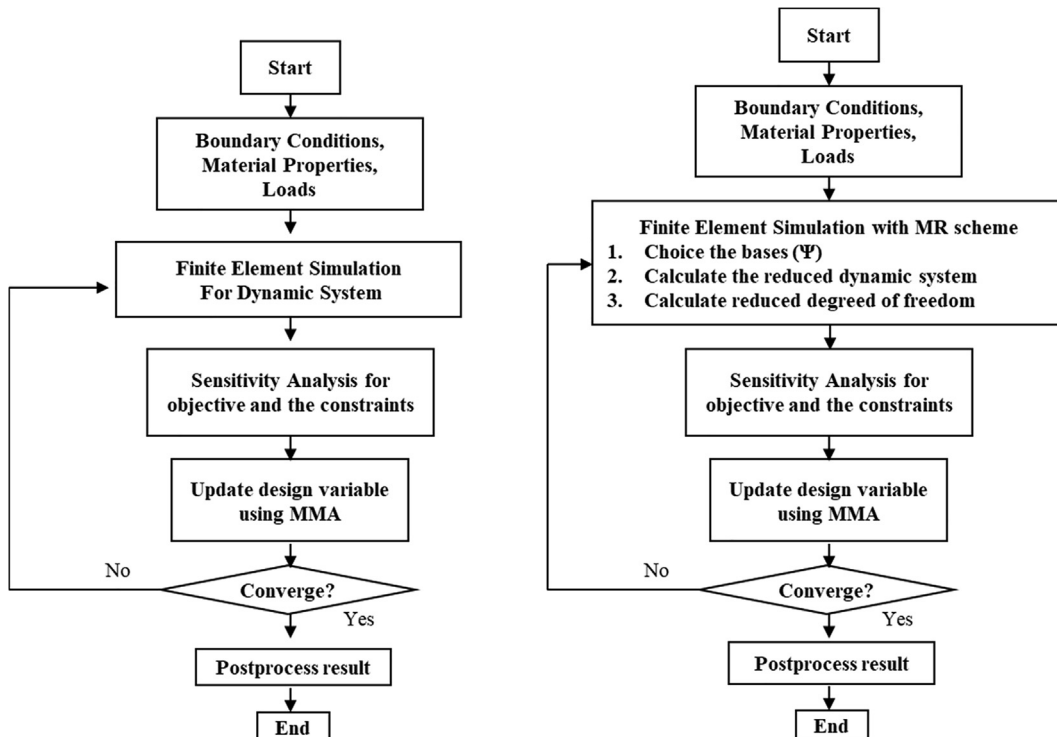 Start
Boundary Conditions,
Material Properties,
Loads
Finite Element Simulation
For Dynamic System
Sensitivity Analysis for
objective and the constraints
Update design variable
using MMA
No
Converge?
Yes
Postprocess result
End
Start
Boundary Conditions,
Material Properties,
Loads
Finite Element Simulation with MR scheme
1. Choice the bases (Ψ)
2. Calculate the reduced dynamic system
3. Calculate reduced degreed of freedom
Sensitivity Analysis for
objective and the constraints
Update design variable
using MMA
No
Converge?
Yes
Postprocess result
End